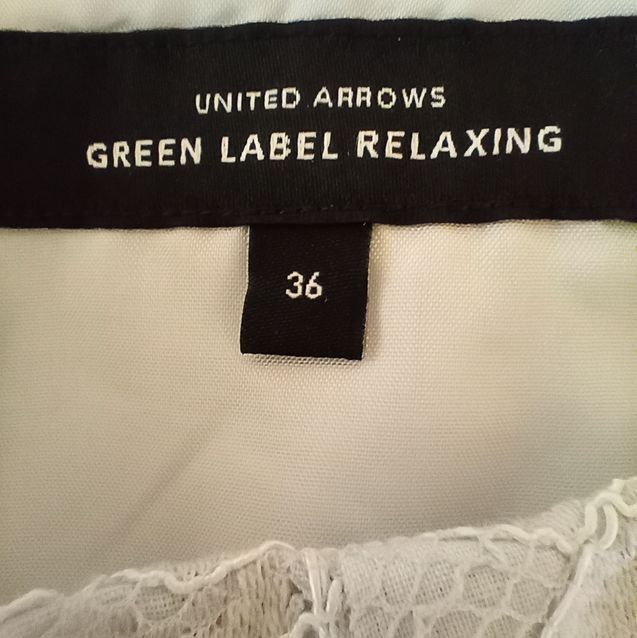 UNITED ARROWS
GREEN LABEL RELAXING
36